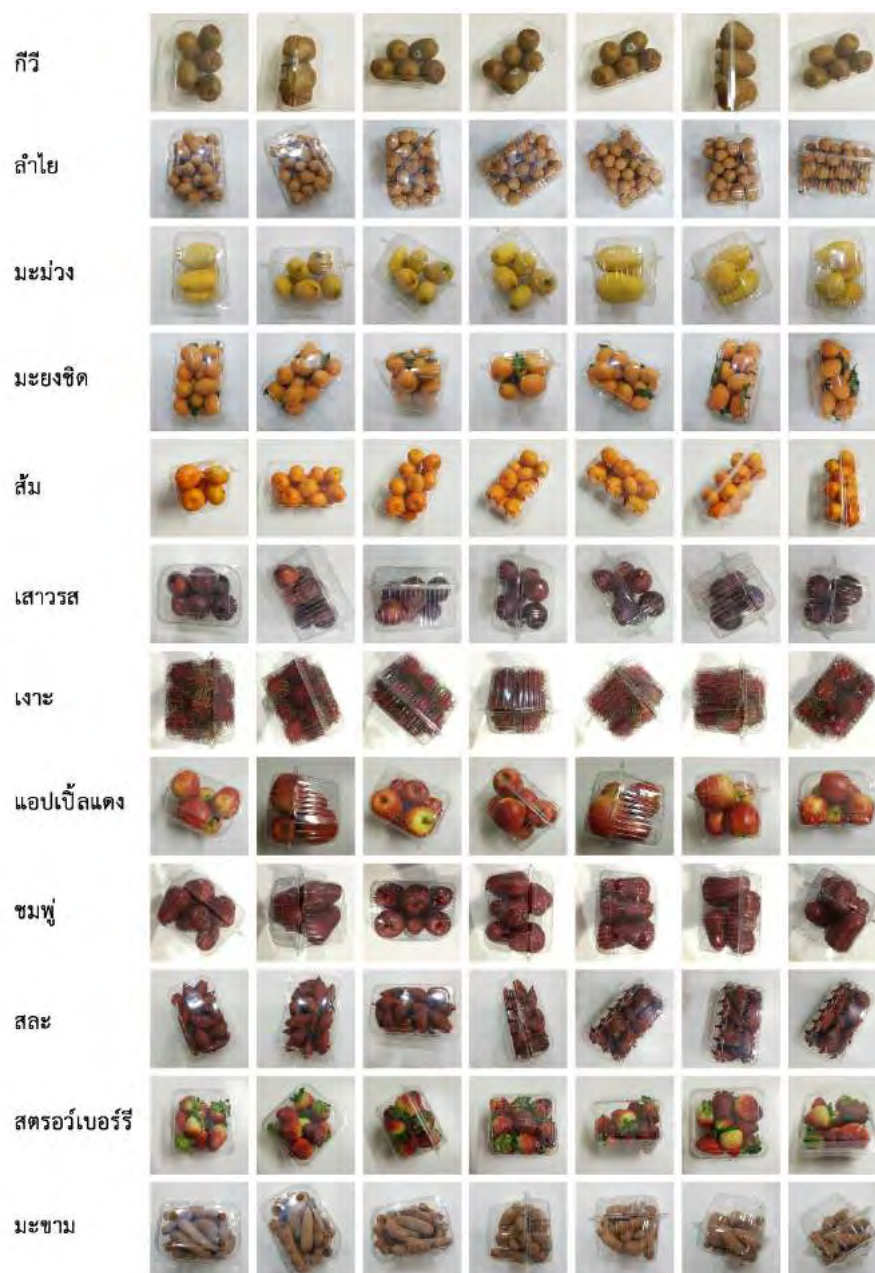 กีวี
ลำไย
มะม่วง
มะยงชิด
ส้ม
เสาวรส
เงาะ
แอปเปิ้ลแดง
ชมพู่
สละ
สตรอว์เบอร์รี
มะขาม